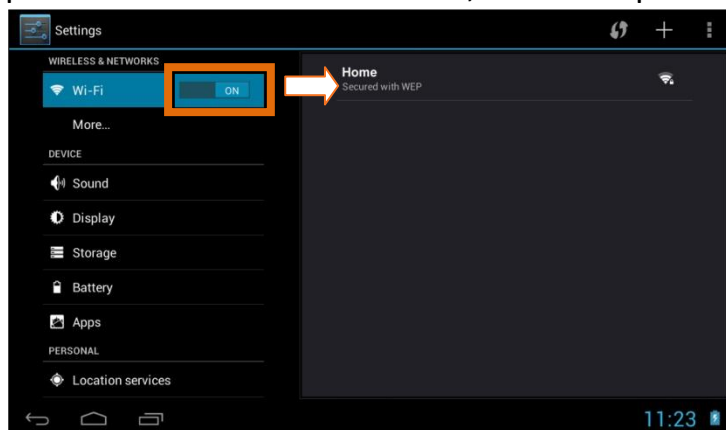 Settings
WIRELESS & NETWORKS
Wi-Fi
ON
Home
Secured with WEP
More...
DEVICE
Sound
Display
Storage
Battery
Apps
PERSONAL
Location services
11:23